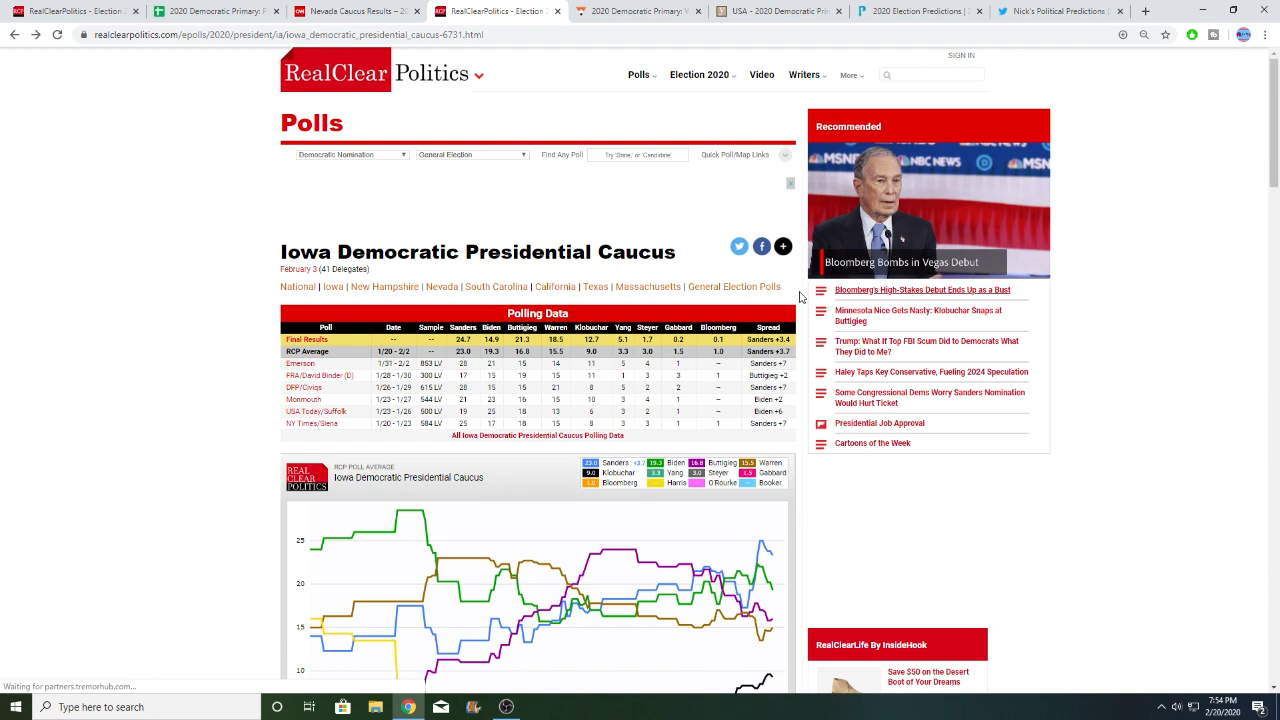 Iowa Democratic Pr
Nevada Caucus - 20
2020 Democratic P
RCP - Election 202
2020 Democratic Primary: W
USA - 2020 Democratic Prim
2020 Democratic Primary Pr
Nick's Political Predictions (
realclearpolitics.com/epolls/2020/president/ia/iowa_democratic_presidential_caucus-6731.html
SIGN IN
RealClear Politics
Polls
Election 2020
Video
Writers
More
Polls
Democratic Nomination
General Election
Find Any Poll
Try 'State,' or 'Candidate'
Quick Poll/Map Links
Iowa Democratic Presidential Caucus
February 3 (41 Delegates)
National | Iowa | New Hampshire | Nevada | South Carolina | California | Texas | Massachusetts | General Election Polls
Polling Data
Poll Date Sample Sanders Biden Buttigieg Warren Klobuchar Yang Steyer Gabbard Bloomberg Spread
Final Results -- -- 24.7 14.9 21.3 18.5 12.7 5.1 1.7 0.2 0.1 Sanders +3.4
RCP Average 1/20 - 2/2 -- 23.0 19.3 16.8 15.5 9.0 3.3 3.0 1.5 1.0 Sanders +3.7
Emerson 1/31 - 2/2 853 LV 28 21 15 14 11 5 4 1 -- Sanders +7
FRA/David Binder (D) 1/28 - 1/30 300 LV 17 15 19 15 11 1 3 3 1 Buttigieg +2
DFP/Civiqs 1/26 - 1/29 615 LV 28 15 15 21 8 5 2 2 -- Sanders +7
Monmouth 1/23 - 1/27 544 LV 21 23 16 15 10 3 4 1 -- Biden +2
USA Today/Suffolk 1/23 - 1/26 500 LV 19 25 18 13 6 3 2 1 -- Biden +6
NY Times/Siena 1/20 - 1/23 584 LV 25 17 18 15 8 3 3 1 1 Sanders +7
All Iowa Democratic Presidential Caucus Polling Data
REAL CLEAR POLITICS
RCP POLL AVERAGE
Iowa Democratic Presidential Caucus
23.0 Sanders +3.7 19.3 Biden 16.8 Buttigieg 15.5 Warren
9.0 Klobuchar 3.3 Yang 3.0 Steyer 1.5 Gabbard
1.0 Bloomberg -- Harris -- O'Rourke -- Booker
25
20
15
10
Recommended
MSNBC NBC NEWS
Bloomberg Bombs in Vegas Debut
Bloomberg's High-Stakes Debut Ends Up as a Bust
Minnesota Nice Gets Nasty: Klobuchar Snaps at
Buttigieg
Trump: What If Top FBI Scum Did to Democrats What
They Did to Me?
Haley Taps Key Conservative, Fueling 2024 Speculation
Some Congressional Dems Worry Sanders Nomination
Would Hurt Ticket
Presidential Job Approval
Cartoons of the Week
RealClearLife By InsideHook
Save $50 on the Desert
Boot of Your Dreams
Waiting for partners.tremorhub.com...
Type here to search
7:54 PM
2/20/2020
2